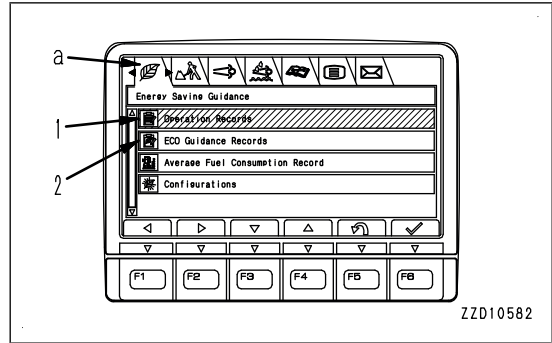 a
Energy Saving Guidance
1
Operation Records
2
ECO Guidance Records
Average Fuel Consumption Record
Configurations
F1 F2 F3 F4 F5 F6
ZZD10582